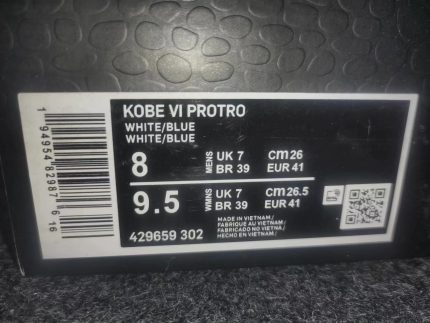 KOBE VI PROTRO
WHITE/BLUE
WHITE/BLUE
8 MENS UK 7 cm 26
BR 39 EUR 41
9.5 WMNS UK 7 cm 26.5
BR 39 EUR 41
429659 302
MADE IN VIETNAM/
FABRIQUE AU VIETNAM/
FABRICADO NO VIETNA/
HECHO EN VIETNAM
1 94954 82987 6 16